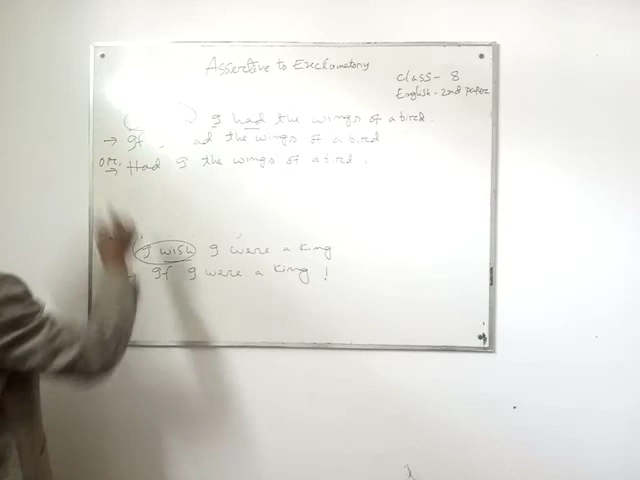 Assertive to Exclamatory
Class - 8
English - 2nd paper
I had the wings of a bird.
→ If ad the wings of a bird
or,
→ Had I the wings of a bird.
I wish I were a king
If I were a king !